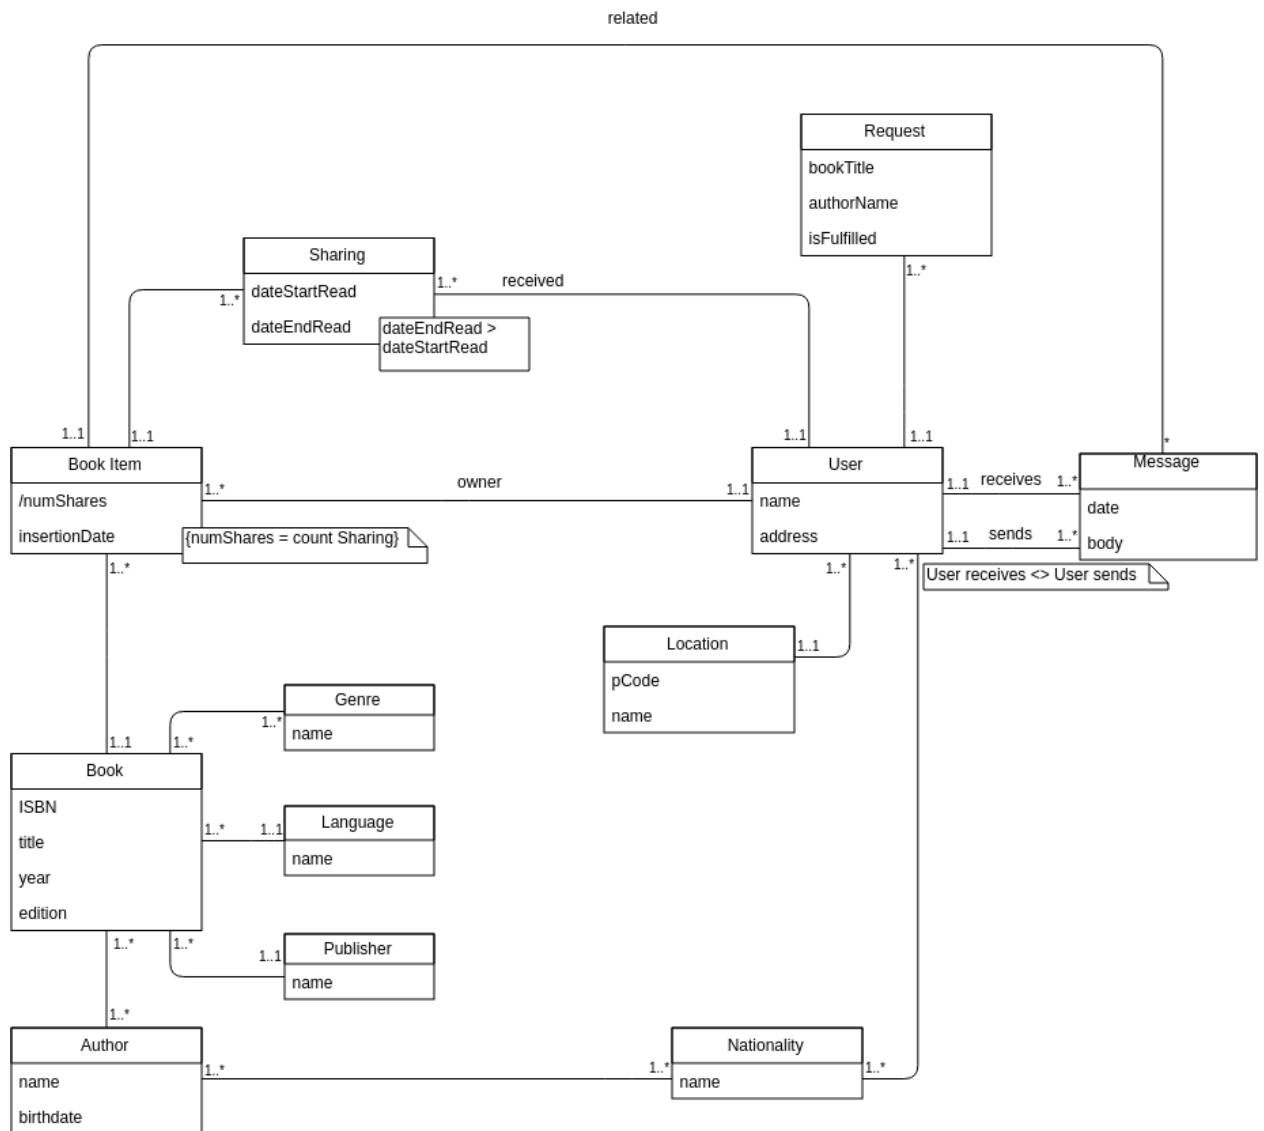 related
Request
bookTitle
authorName
isFulfilled
1..*
Sharing
dateStartRead
dateEndRead
1..*
1..*
received
dateEndRead >
dateStartRead
1..1
1..1
1..1
1..1
*
Book Item
/numShares
insertionDate
1..*
owner
1..1
{numShares = count Sharing}
User
name
address
1..1
receives
1..*
1..1
sends
1..*
Message
date
body
User receives <> User sends
1..*
1..*
1..*
Location
pCode
name
1..1
Genre
name
1..*
1..1
1..*
Book
ISBN
title
year
edition
1..*
1..1
Language
name
1..*
1..*
1..1
Publisher
name
1..*
Author
name
birthdate
1..*
1..*
Nationality
name
1..*